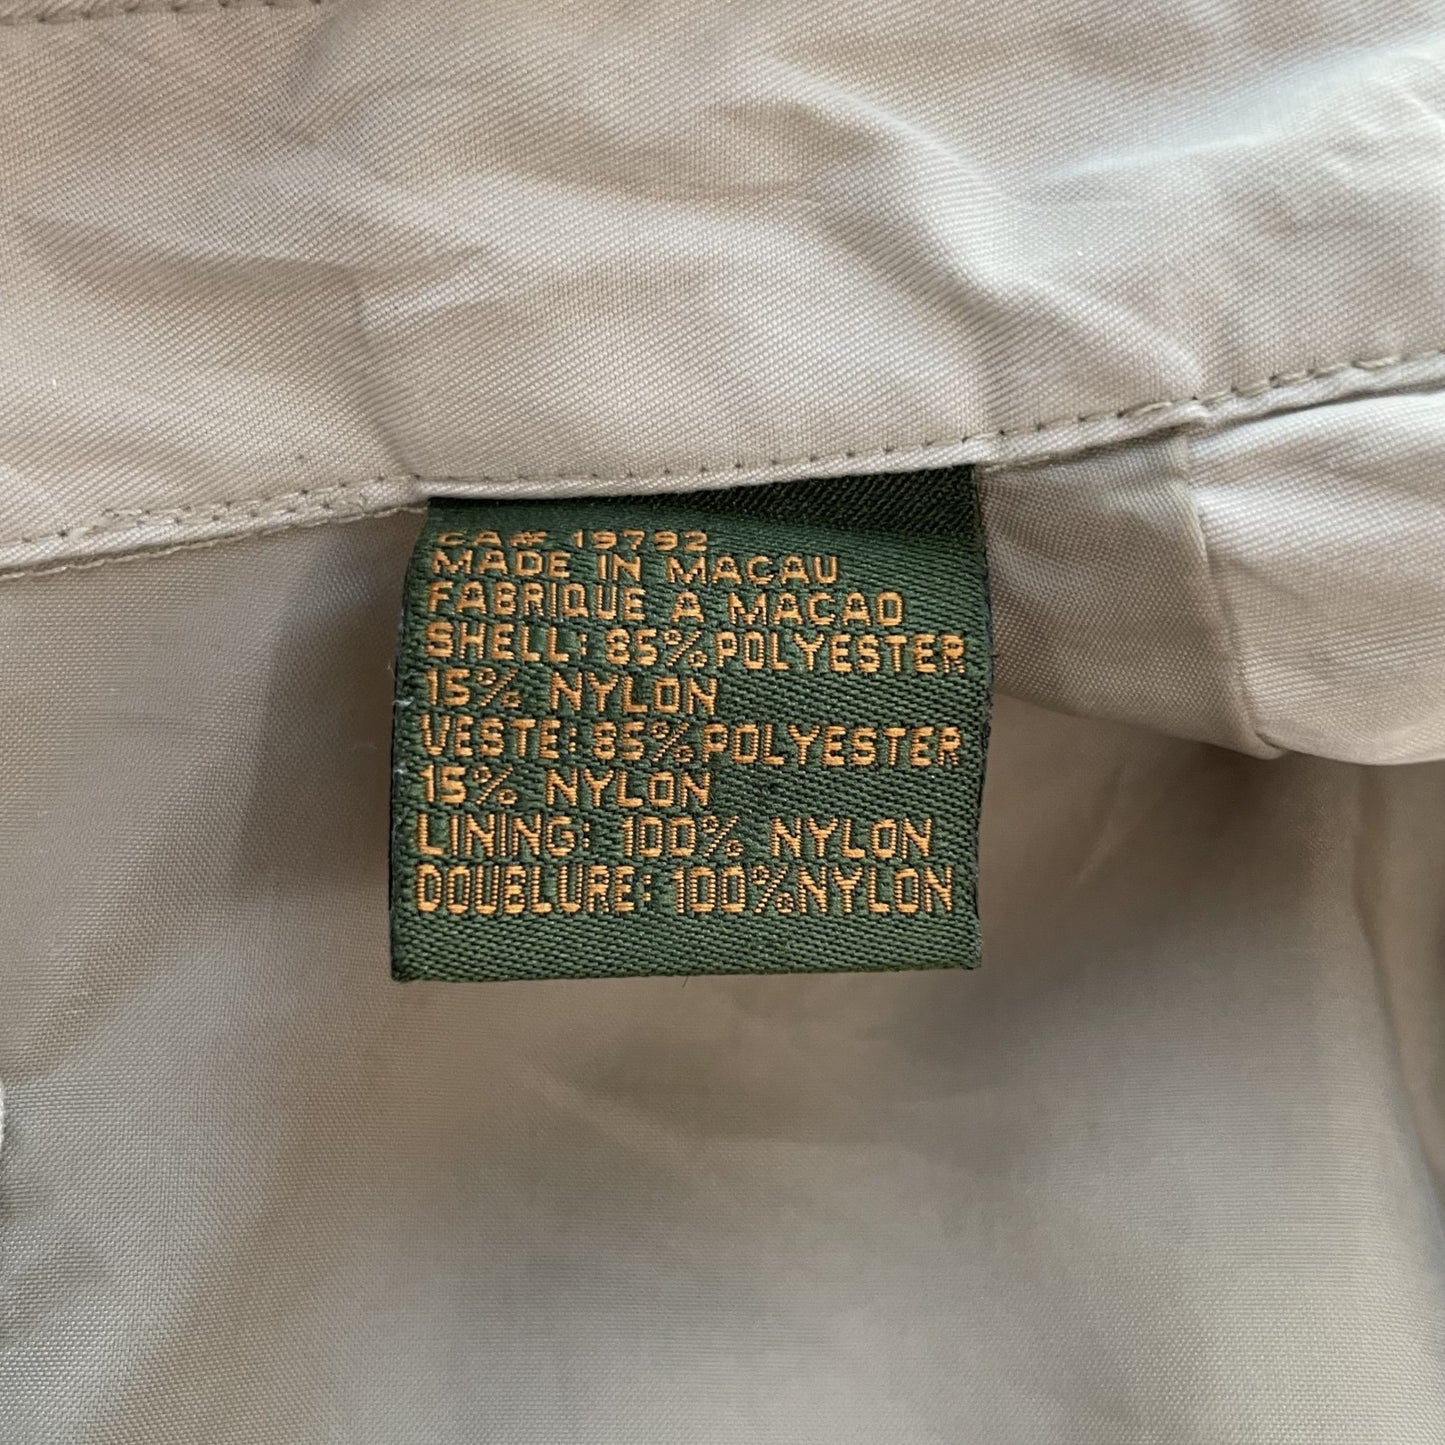 CA# 19792
MADE IN MACAU
FABRIQUE A MACAO
SHELL: 85% POLYESTER
15% NYLON
VESTE: 85% POLYESTER
15% NYLON
LINING: 100% NYLON
DOUBLURE: 100% NYLON